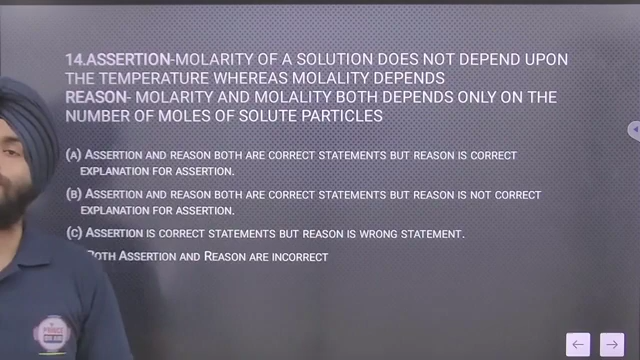 14.ASSERTION-MOLARITY OF A SOLUTION DOES NOT DEPEND UPON
THE TEMPERATURE WHEREAS MOLALITY DEPENDS
REASON- MOLARITY AND MOLALITY BOTH DEPENDS ONLY ON THE
NUMBER OF MOLES OF SOLUTE PARTICLES
(A) ASSERTION AND REASON BOTH ARE CORRECT STATEMENTS BUT REASON IS CORRECT
EXPLANATION FOR ASSERTION.
(B) ASSERTION AND REASON BOTH ARE CORRECT STATEMENTS BUT REASON IS NOT CORRECT
EXPLANATION FOR ASSERTION.
(C) ASSERTION IS CORRECT STATEMENTS BUT REASON IS WRONG STATEMENT.
BOTH ASSERTION AND REASON ARE INCORRECT
PRINCE